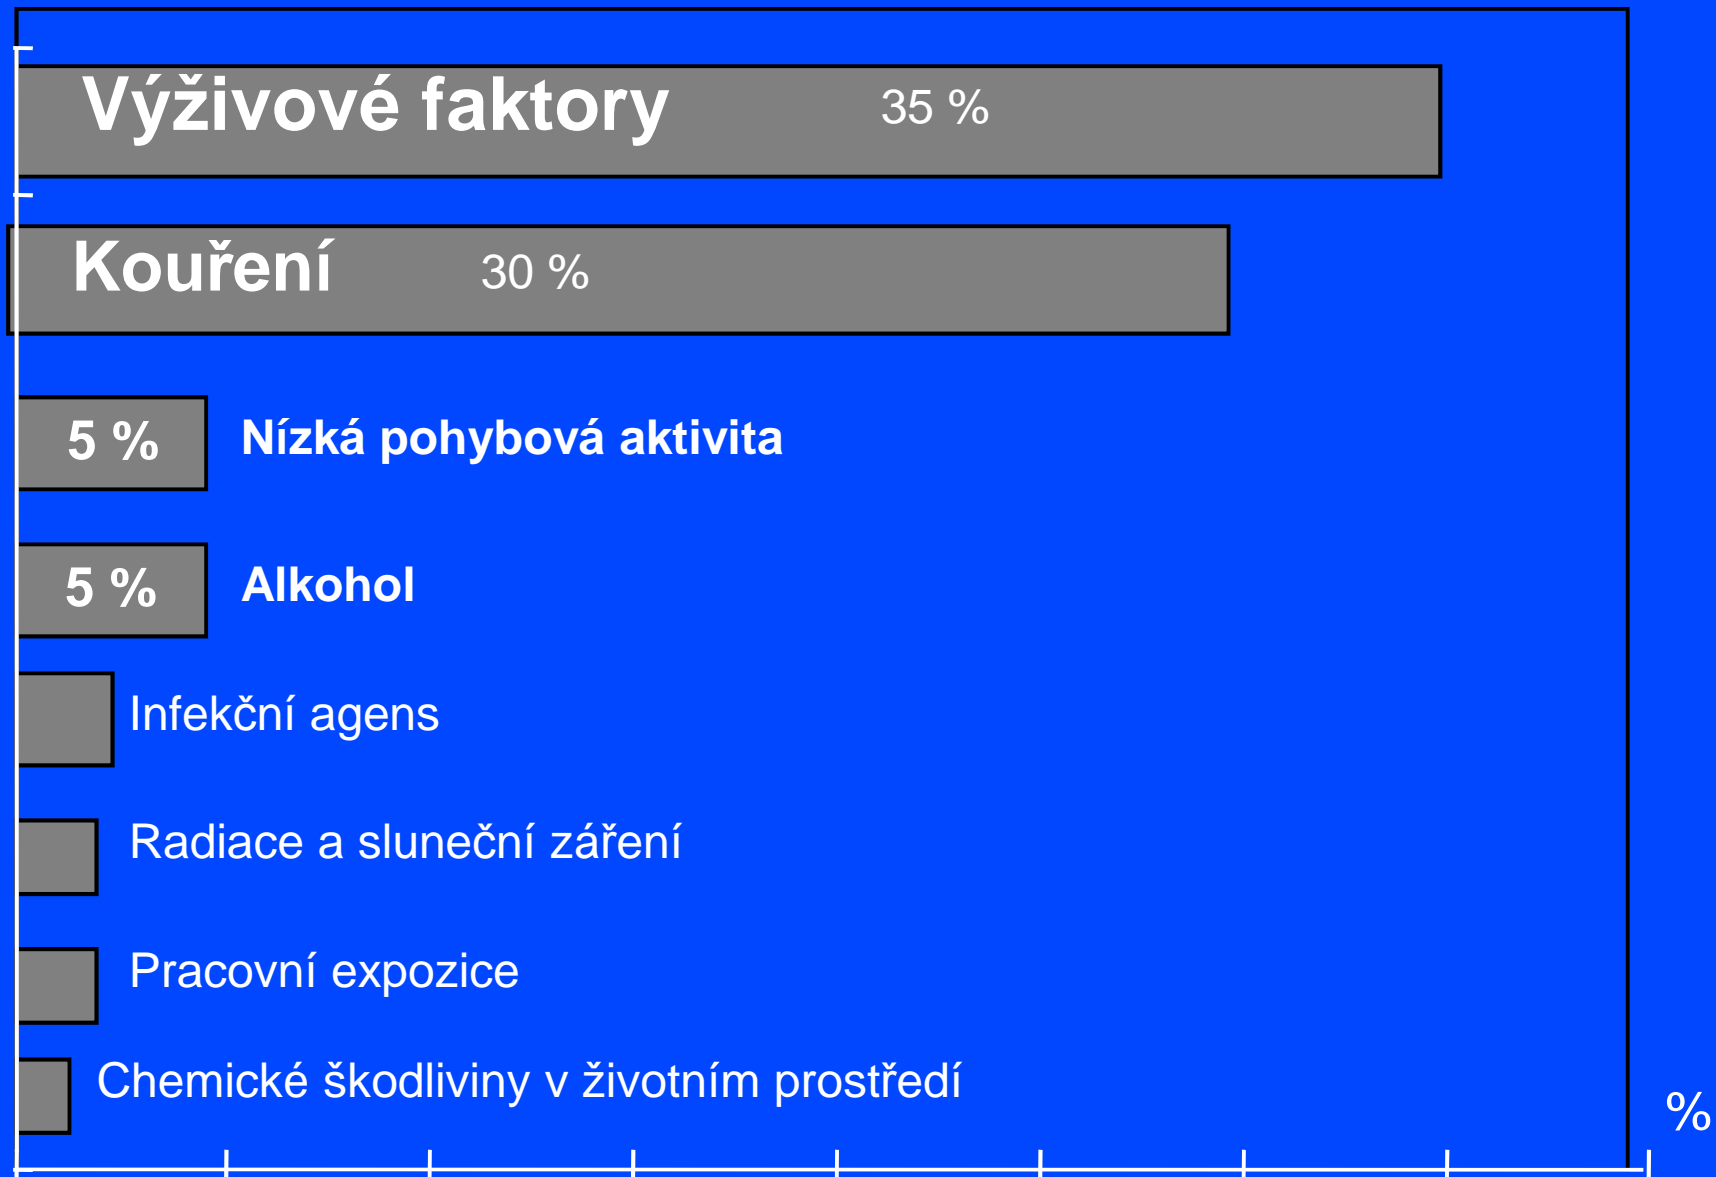 Výživové faktory 35 %
Kouření 30 %
5 % Nízká pohybová aktivita
5 % Alkohol
Infekční agens
Radiace a sluneční záření
Pracovní expozice
Chemické škodliviny v životním prostředí
%